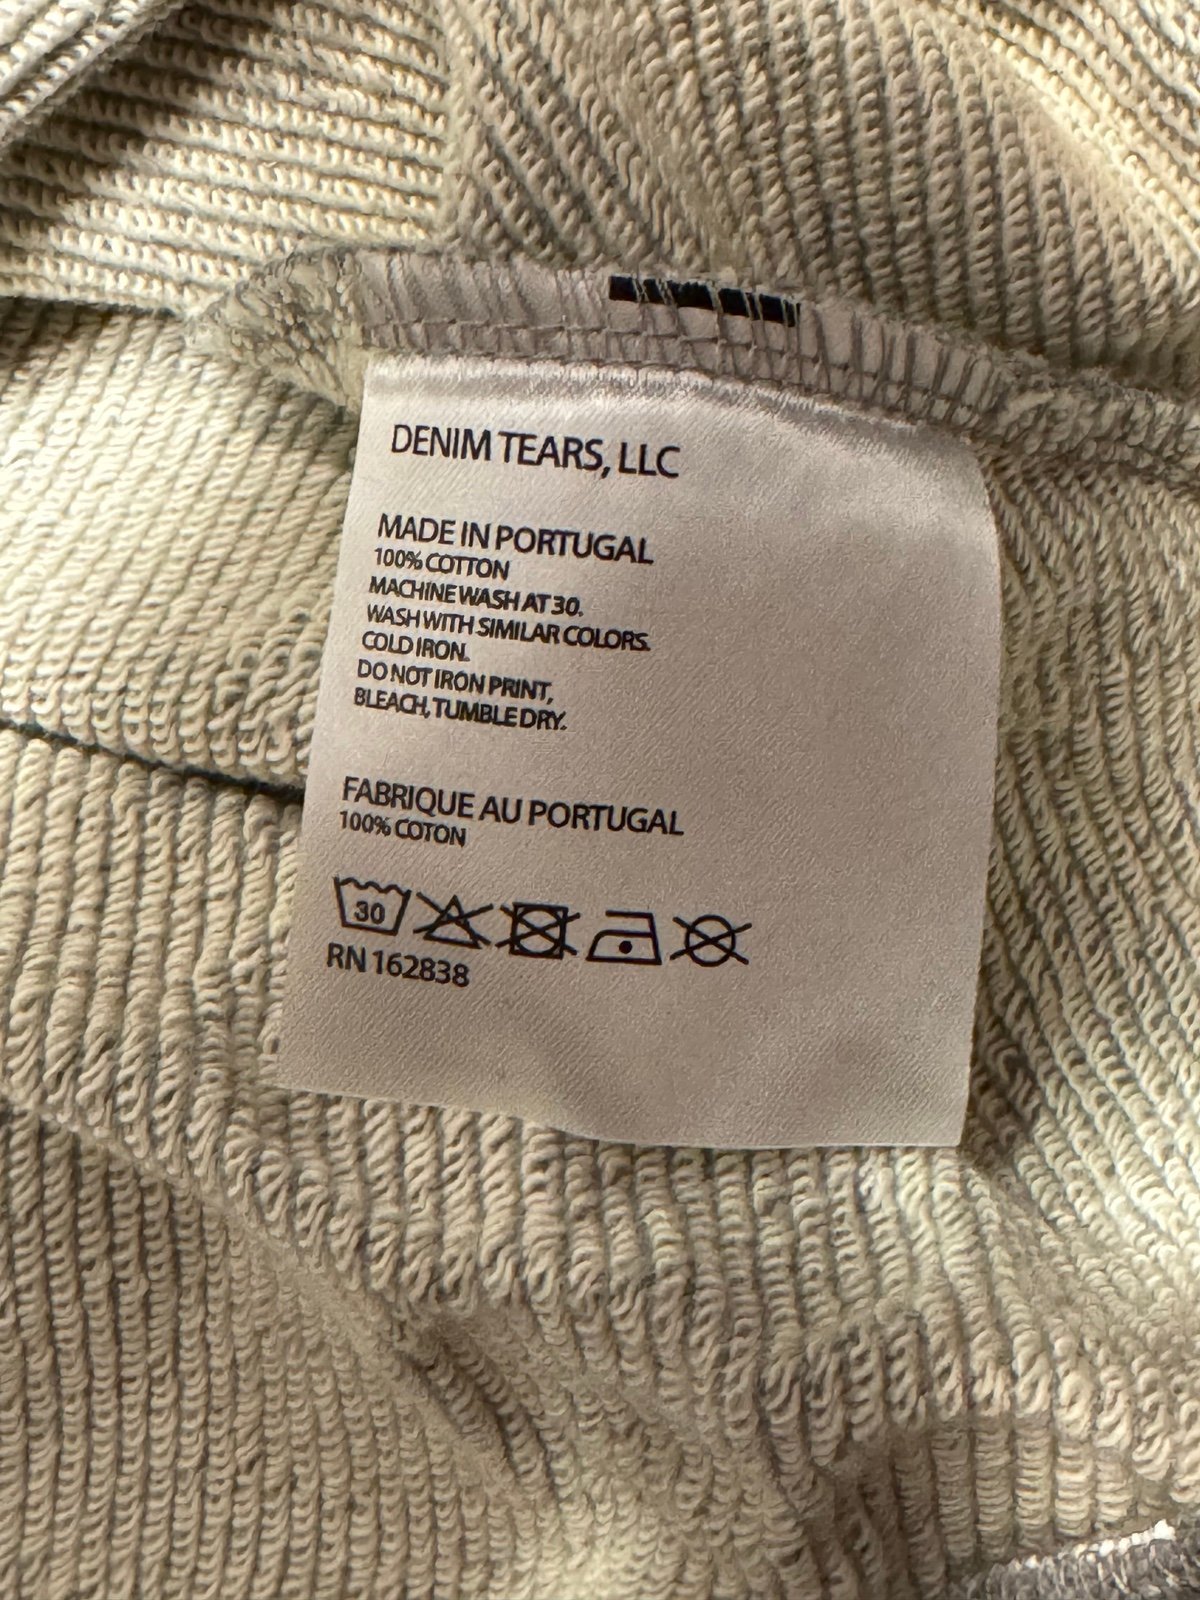 DENIM TEARS, LLC
MADE IN PORTUGAL
100% COTTON
MACHINE WASH AT 30.
WASH WITH SIMILAR COLORS.
COLD IRON.
DO NOT IRON PRINT,
BLEACH, TUMBLE DRY.
FABRIQUE AU PORTUGAL
100% COTON
30
RN 162838